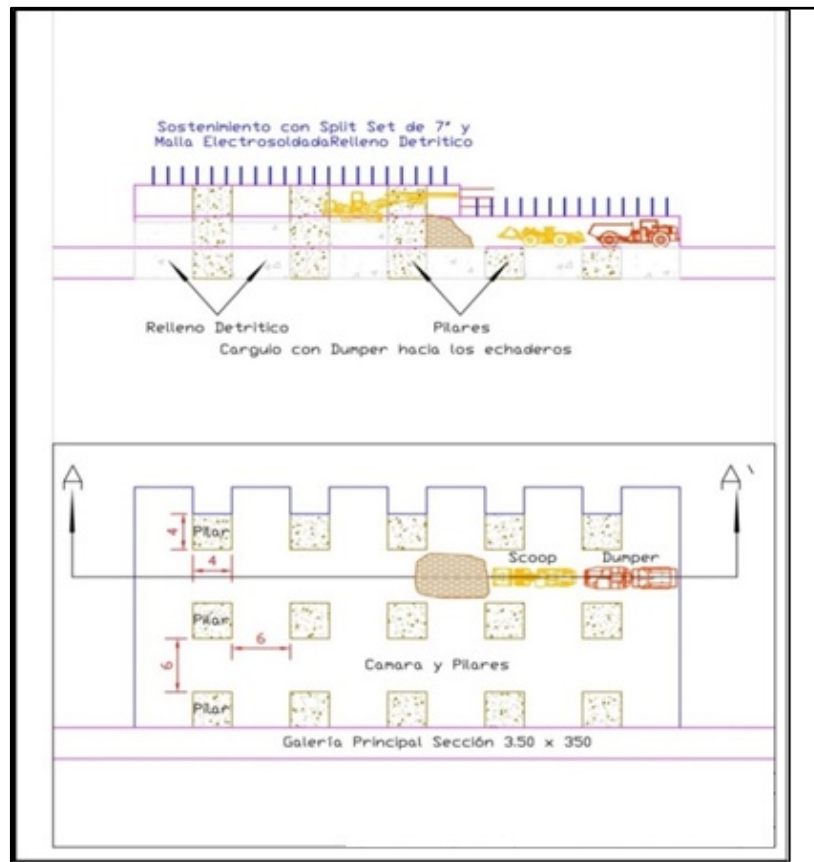 Sostenimiento con Split Set de 7" y
Malla ElectrosoldadaRelleno Detritico
Relleno Detritico
Pilares
Carguio con Dumper hacia los echaderos
A
A`
Pilar
4
4
Scoop
Dumper
Pilar
6
6
Camara y Pilares
Pilar
Galería Principal Sección 3.50 x 350